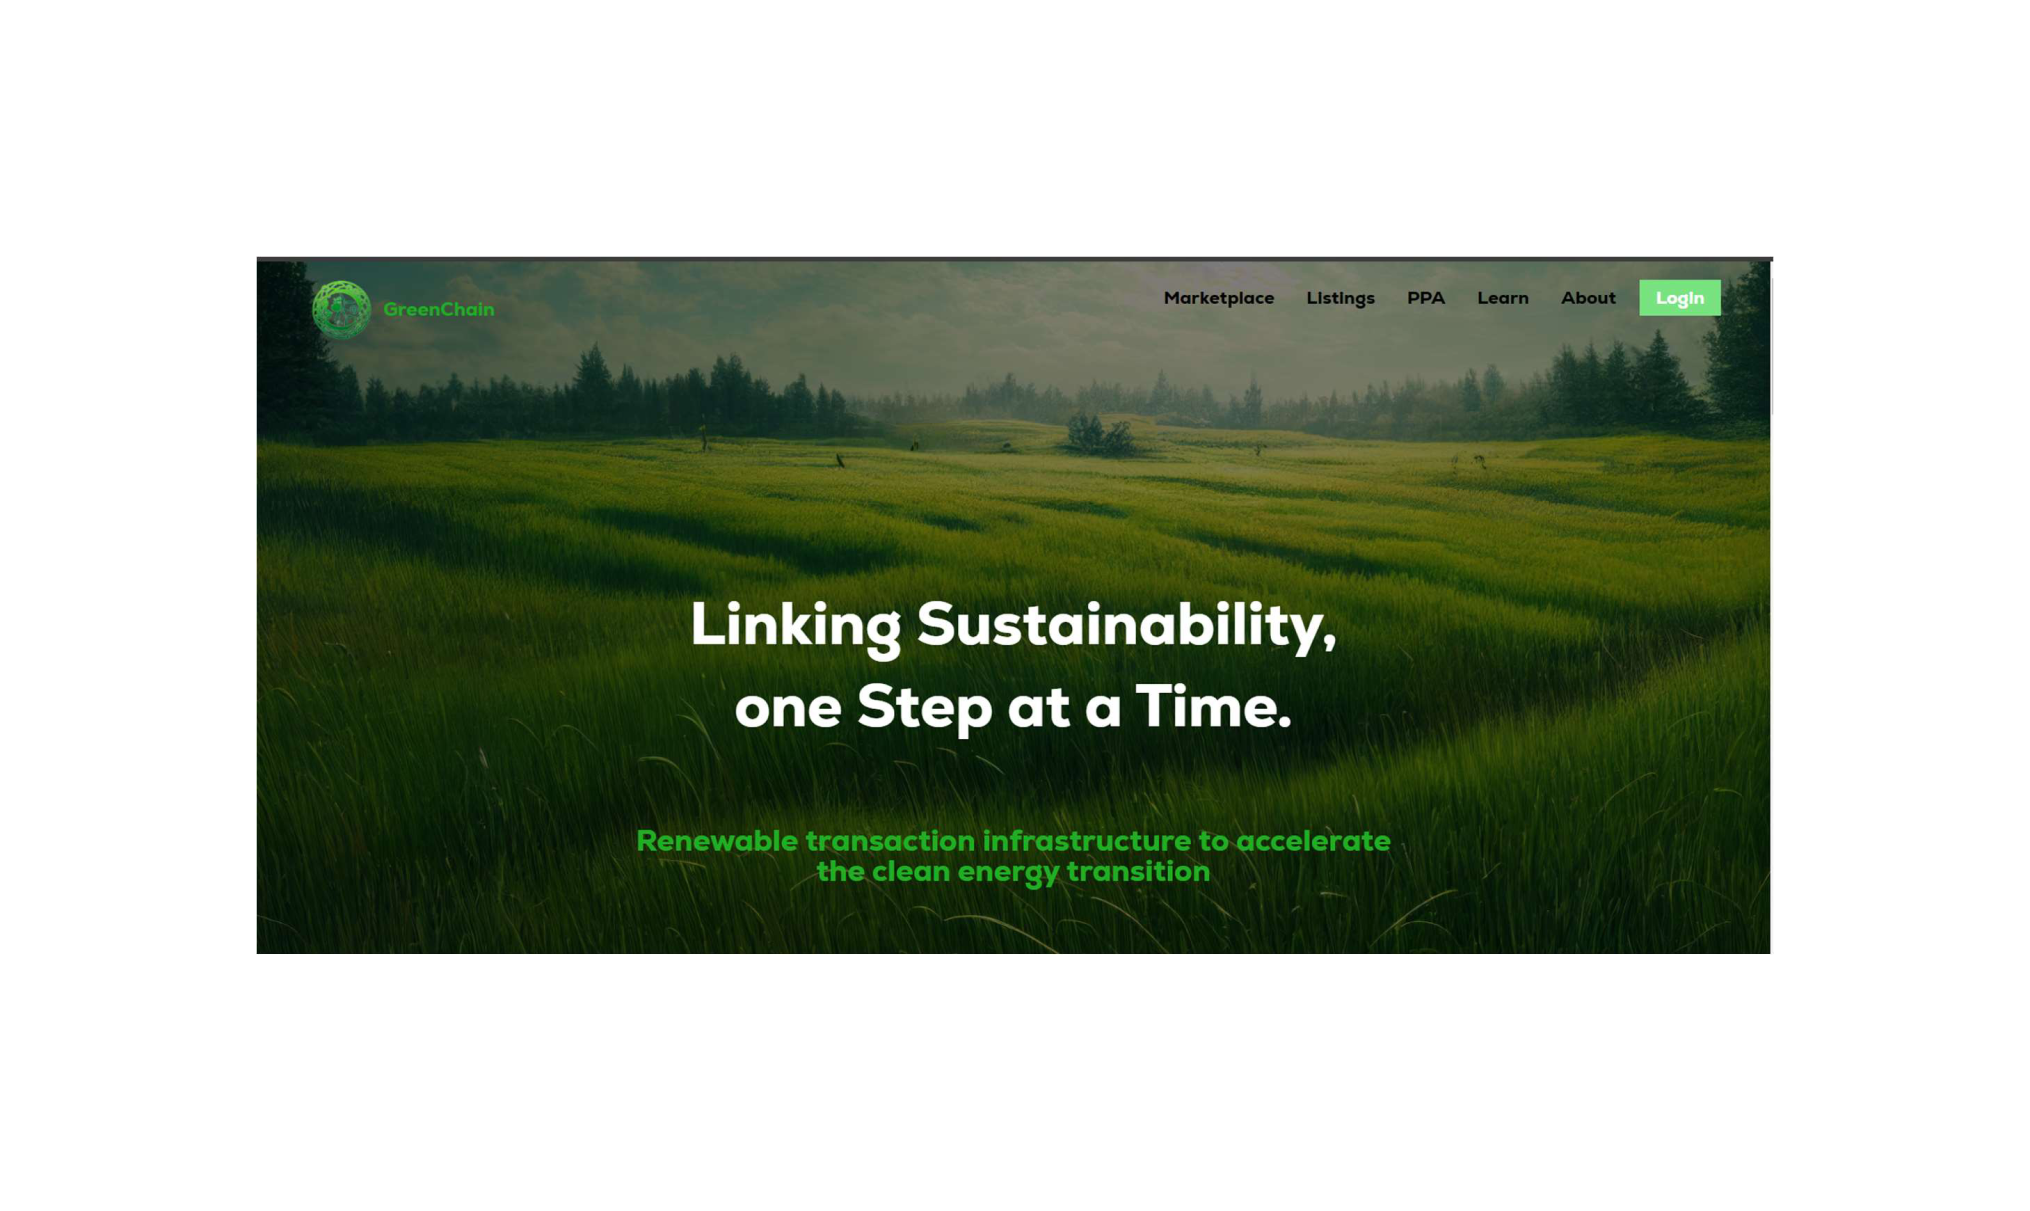 GreenChain
Marketplace Listings PPA Learn About Login
Linking Sustainability,
one Step at a Time.
Renewable transaction infrastructure to accelerate
the clean energy transition